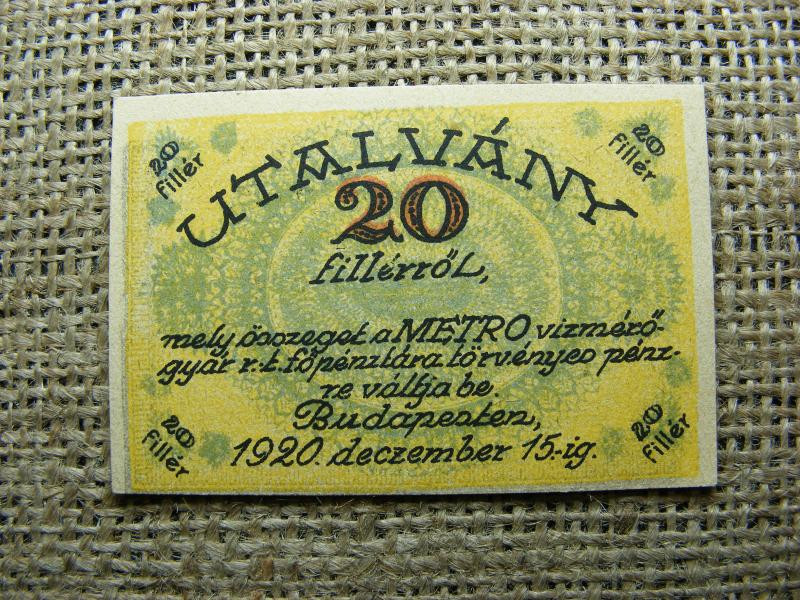 20 fillér
20 fillér
UTALVÁNY
20
fillérről,
mely összeget a METRO vizmérő-
gyár r.-t. főpénztára törvényes pénz-
re váltja be.
Budapesten,
1920. deczember 15.-ig.
20 fillér
20 fillér